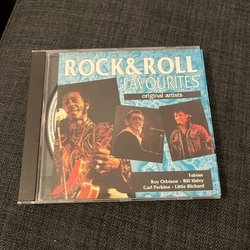 ROCK&ROLL
FAVOURITES
original artists
Fabian
Roy Orbison - Bill Haley
Carl Perkins - Little Richard